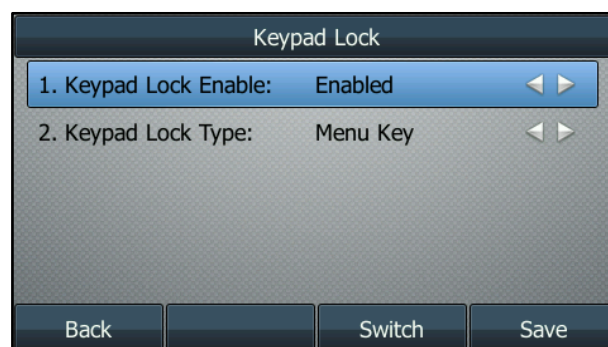 Keypad Lock
1. Keypad Lock Enable: Enabled
2. Keypad Lock Type: Menu Key
Back Switch Save